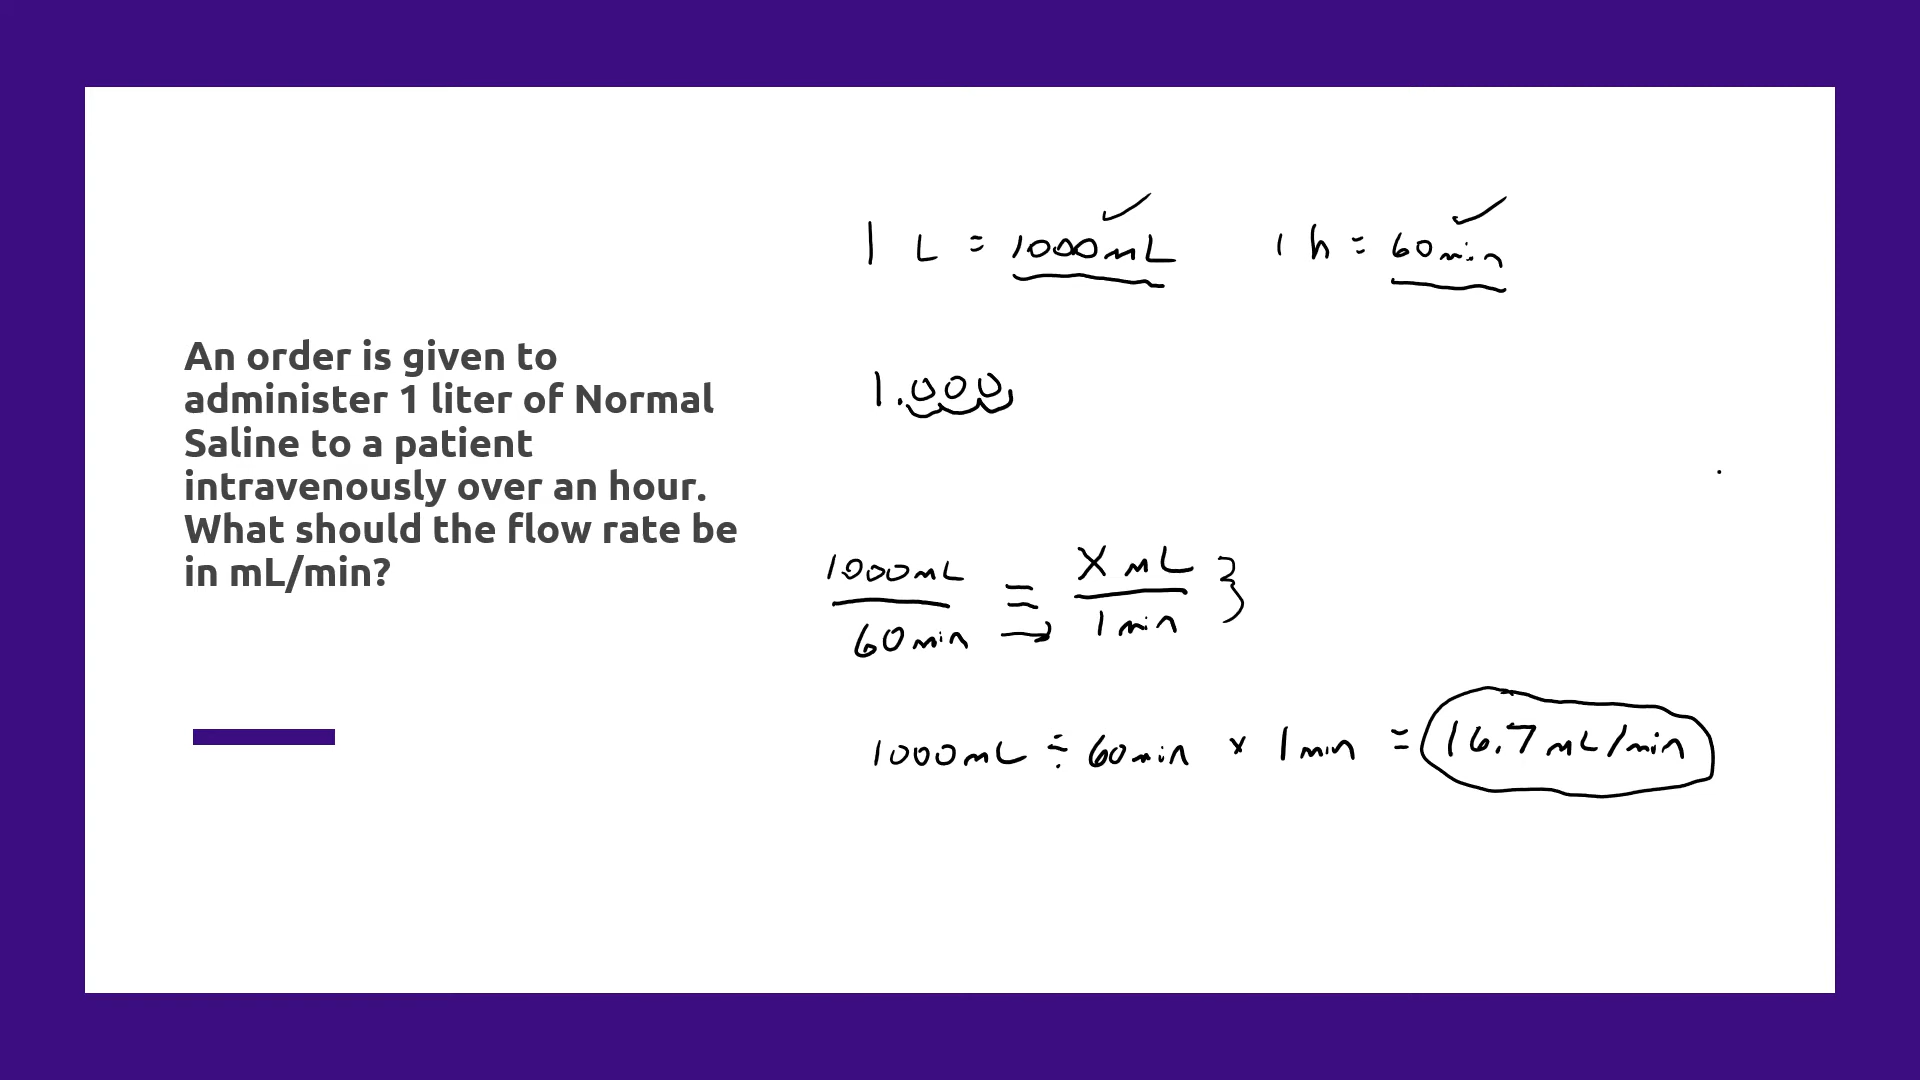 An order is given to
administer 1 liter of Normal
Saline to a patient
intravenously over an hour.
What should the flow rate be
in mL/min?
1 L = 1000mL 1 h = 60min
1.000
1000mL = X mL
60min 1 min
1000mL ÷ 60min x 1min = 16.7mL/min